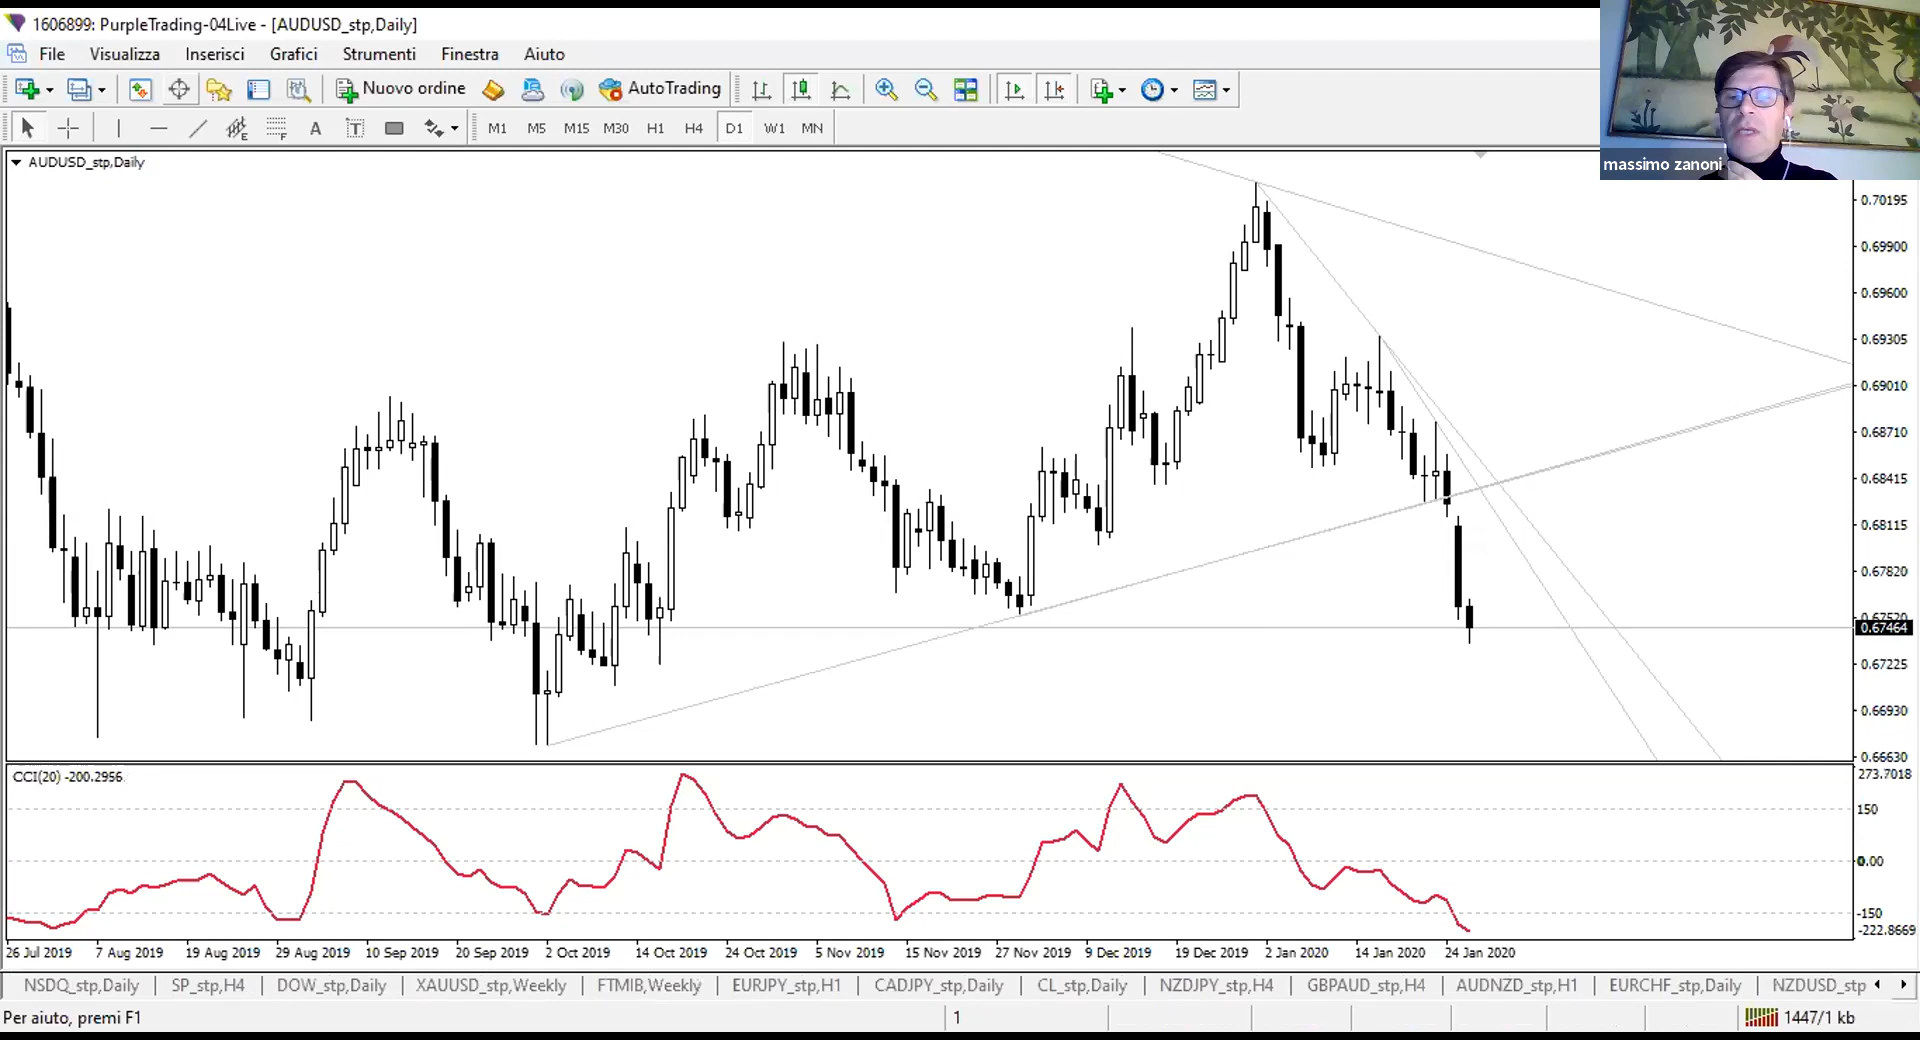 1606899: PurpleTrading-04Live - [AUDUSD_stp,Daily]
File Visualizza Inserisci Grafici Strumenti Finestra Aiuto
Nuovo ordine AutoTrading
A T M1 M5 M15 M30 H1 H4 D1 W1 MN
massimo zanoni
AUDUSD_stp,Daily
0.70195
0.69900
0.69600
0.69305
0.69010
0.68710
0.68415
0.68115
0.67820
0.67520
0.67464
0.67225
0.66930
0.66630
CCI(20) -200.2956
273.7018
150
0.00
-150
-222.8669
26 Jul 2019 7 Aug 2019 19 Aug 2019 29 Aug 2019 10 Sep 2019 20 Sep 2019 2 Oct 2019 14 Oct 2019 24 Oct 2019 5 Nov 2019 15 Nov 2019 27 Nov 2019 9 Dec 2019 19 Dec 2019 2 Jan 2020 14 Jan 2020 24 Jan 2020
NSDQ_stp,Daily SP_stp,H4 DOW_stp,Daily XAUUSD_stp,Weekly FTMIB,Weekly EURJPY_stp,H1 CADJPY_stp,Daily CL_stp,Daily NZDJPY_stp,H4 GBPAUD_stp,H4 AUDNZD_stp,H1 EURCHF_stp,Daily NZDUSD_stp
Per aiuto, premi F1 1 1447/1 kb